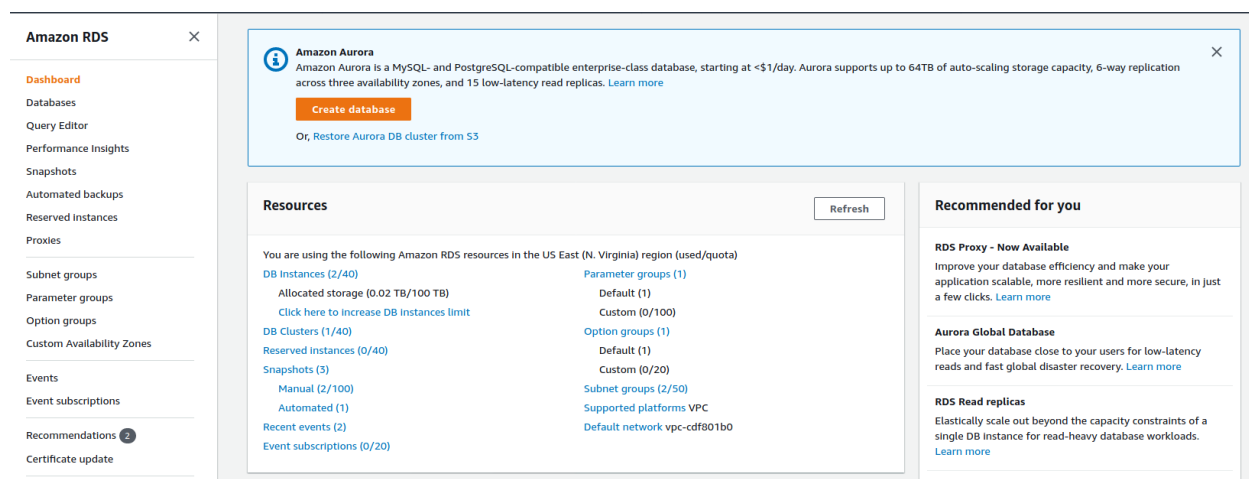 Amazon RDS
Dashboard
Databases
Query Editor
Performance Insights
Snapshots
Automated backups
Reserved instances
Proxies
Subnet groups
Parameter groups
Option groups
Custom Availability Zones
Events
Event subscriptions
Recommendations 2
Certificate update
Amazon Aurora
Amazon Aurora is a MySQL- and PostgreSQL-compatible enterprise-class database, starting at <$1/day. Aurora supports up to 64TB of auto-scaling storage capacity, 6-way replication
across three availability zones, and 15 low-latency read replicas. Learn more
Create database
Or, Restore Aurora DB cluster from S3
Resources
Refresh
You are using the following Amazon RDS resources in the US East (N. Virginia) region (used/quota)
DB Instances (2/40)
Allocated storage (0.02 TB/100 TB)
Click here to increase DB instances limit
DB Clusters (1/40)
Reserved instances (0/40)
Snapshots (3)
Manual (2/100)
Automated (1)
Recent events (2)
Event subscriptions (0/20)
Parameter groups (1)
Default (1)
Custom (0/100)
Option groups (1)
Default (1)
Custom (0/20)
Subnet groups (2/50)
Supported platforms VPC
Default network vpc-cdf801b0
Recommended for you
RDS Proxy - Now Available
Improve your database efficiency and make your
application scalable, more resilient and more secure, in just
a few clicks. Learn more
Aurora Global Database
Place your database close to your users for low-latency
reads and fast global disaster recovery. Learn more
RDS Read replicas
Elastically scale out beyond the capacity constraints of a
single DB instance for read-heavy database workloads.
Learn more